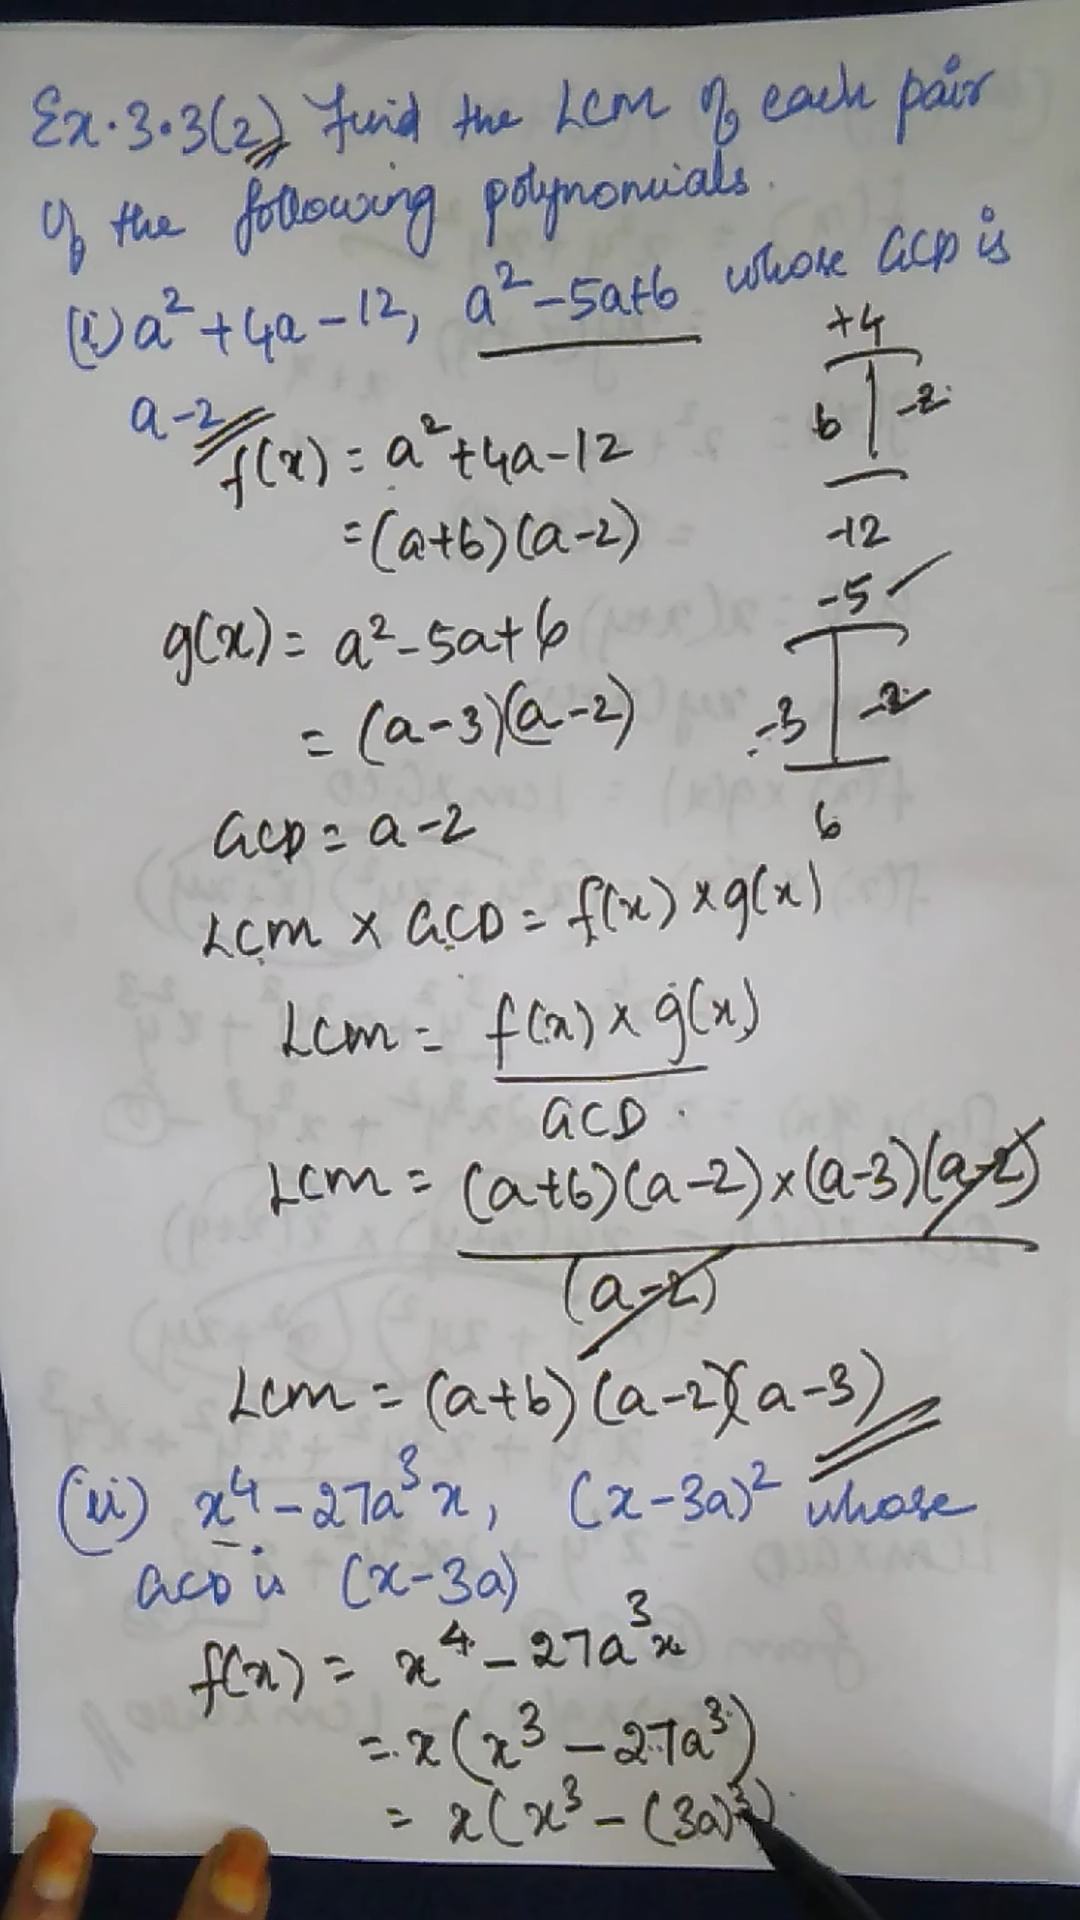 Ex.3.3(2) Find the LCM of each pair
of the following polynomials.
(i) a² + 4a - 12, a² - 5a + 6 whose GCD is
a - 2
f(x) = a² + 4a - 12
= (a+6)(a-2)
+4
6 | -2
-12
g(x) = a² - 5a + 6
= (a-3)(a-2)
-5
-3 | -2
6
GCD = a - 2
LCM × GCD = f(x) × g(x)
LCM = f(x) × g(x)
GCD
LCM = (a+6)(a-2) × (a-3)(a-2)
(a-2)
LCM = (a+6)(a-2)(a-3)
(ii) x⁴ - 27a³x, (x-3a)² whose
GCD is (x-3a)
f(x) = x⁴ - 27a³x
= x(x³ - 27a³)
= x(x³ - (3a)³)